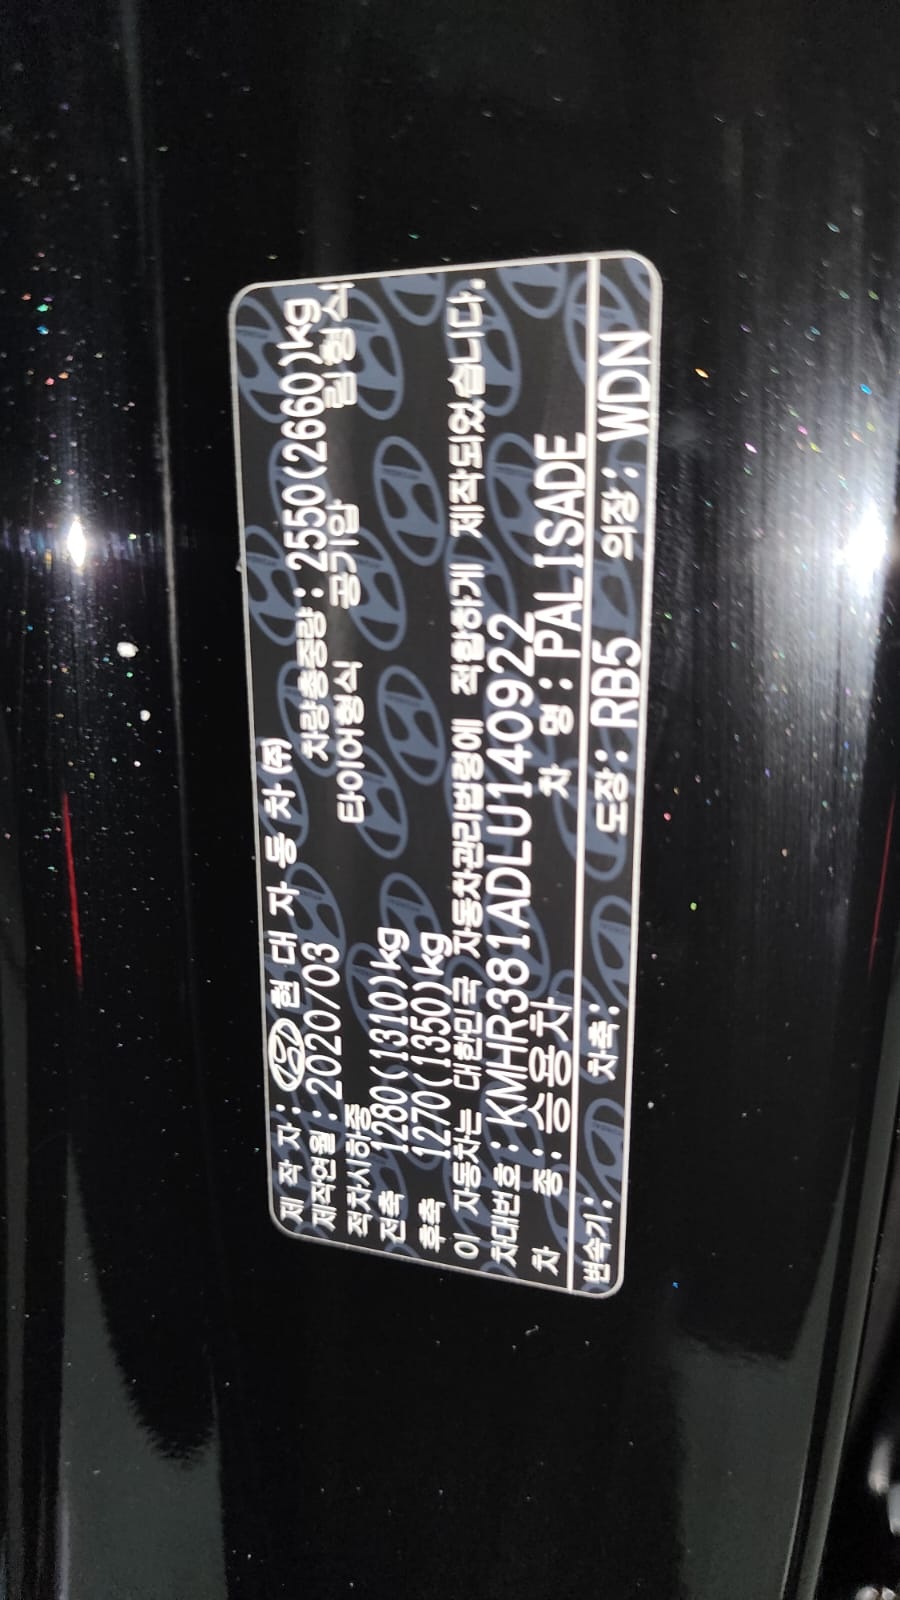 제 작 자 : 현 대 자 동 차 (주)
제작연월 : 2020/03 차량총중량 : 2550(2660)kg
적차시하중 타이어형식 공기압 림형식
전축 1280(1310)kg
후축 1270(1350)kg
이 자동차는 대한민국 자동차관리법령에 적합하게 제작되었습니다.
차대번호 : KMHR381ADLU140922
차 종 : 승용차 차 명 : PALISADE
변속기: 차축: 도장: RB5 의장: WDN